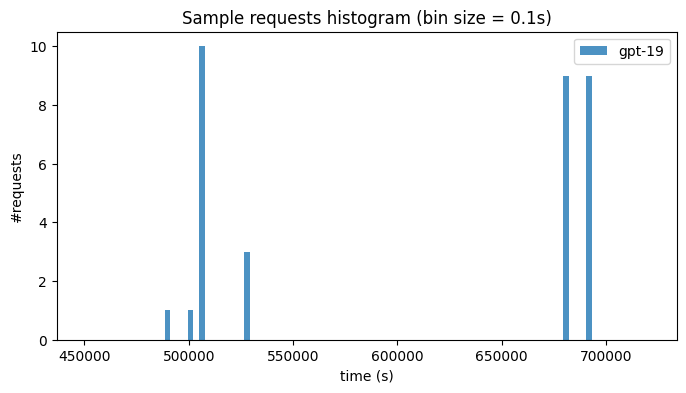 Sample requests histogram (bin size = 0.1s)
gpt-19
10
8
6
4
2
0
#requests
450000 500000 550000 600000 650000 700000
time (s)